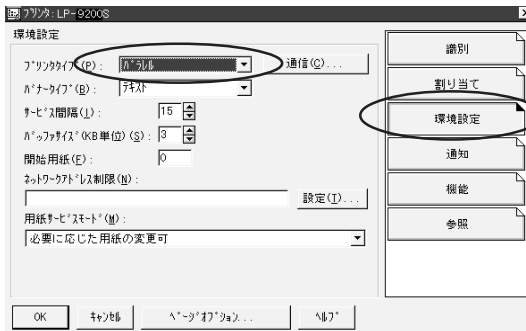 ﾌﾟﾘﾝﾀ: LP-9200S
環境設定
ﾌﾟﾘﾝﾀﾀｲﾌﾟ(P): ﾊﾟﾗﾚﾙ 通信(C)...
ﾊﾞﾅｰﾀｲﾌﾟ(B): ﾃｷｽﾄ
ｻｰﾋﾞｽ間隔(I): 15
ﾊﾞｯﾌｧｻｲｽﾞ(KB単位)(S): 3
開始用紙(F): 0
ﾈｯﾄﾜｰｸｱﾄﾞﾚｽ制限(N):
設定(T)...
用紙ｻｰﾋﾞｽﾓｰﾄﾞ(M):
必要に応じた用紙の変更可
識別
割り当て
環境設定
通知
機能
参照
OK ｷｬﾝｾﾙ ﾍﾟｰｼﾞｵﾌﾟｼｮﾝ... ﾍﾙﾌﾟ